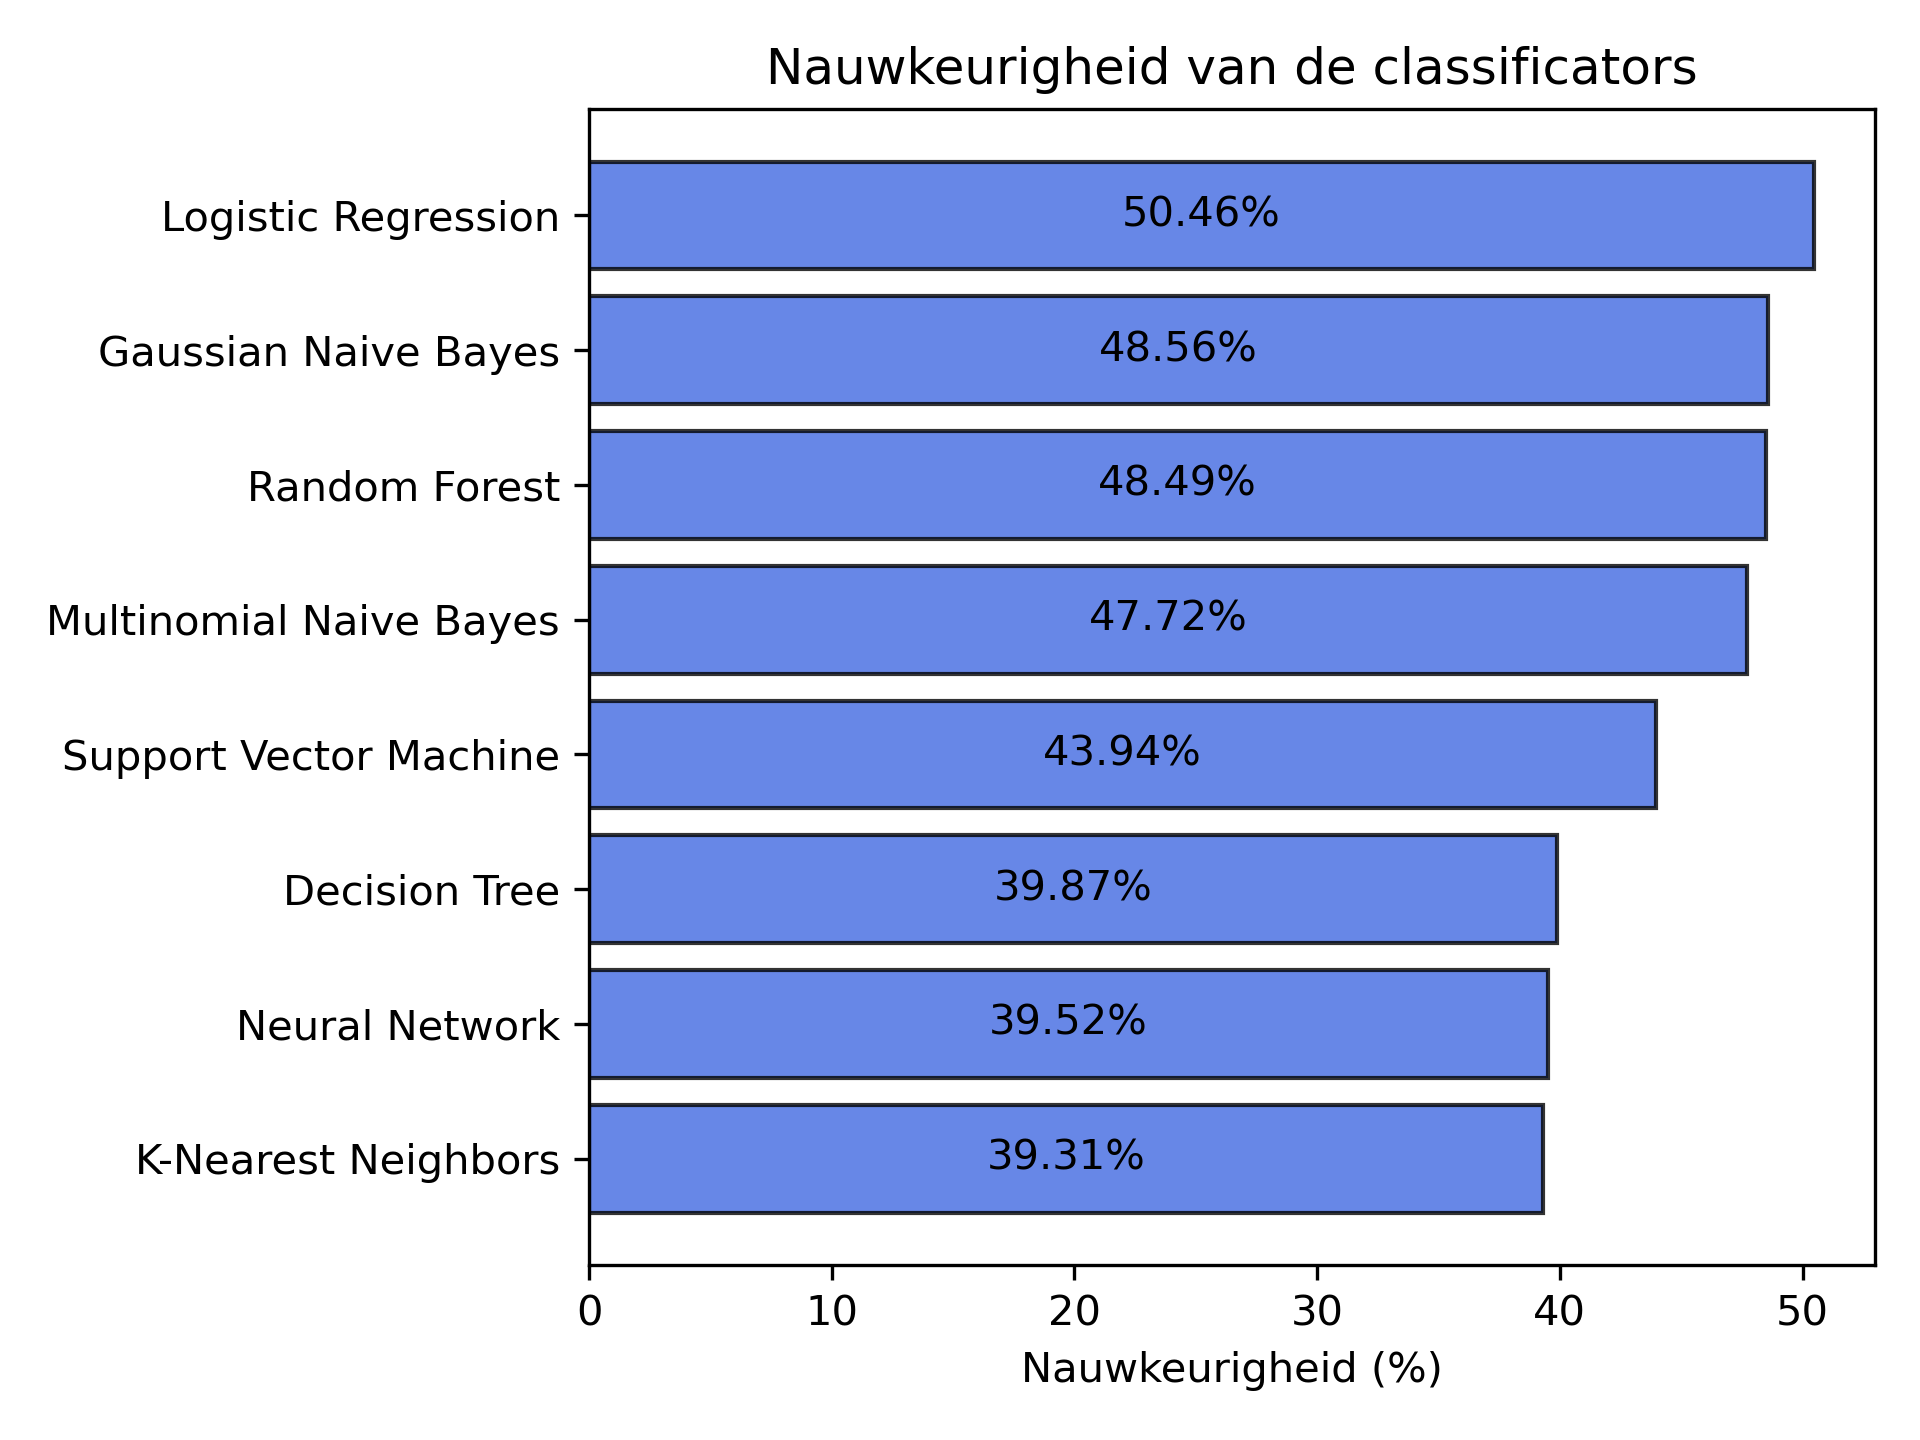 Nauwkeurigheid van de classificators
Logistic Regression 50.46%
Gaussian Naive Bayes 48.56%
Random Forest 48.49%
Multinomial Naive Bayes 47.72%
Support Vector Machine 43.94%
Decision Tree 39.87%
Neural Network 39.52%
K-Nearest Neighbors 39.31%
0 10 20 30 40 50
Nauwkeurigheid (%)